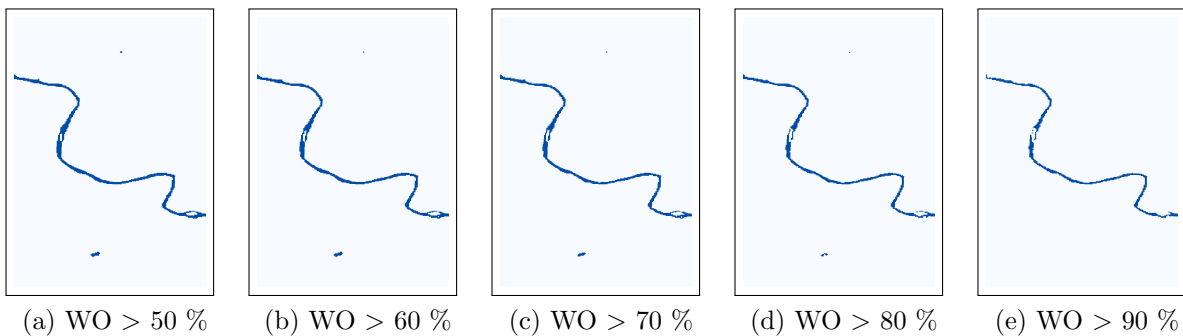 (a) WO > 50 %
(b) WO > 60 %
(c) WO > 70 %
(d) WO > 80 %
(e) WO > 90 %